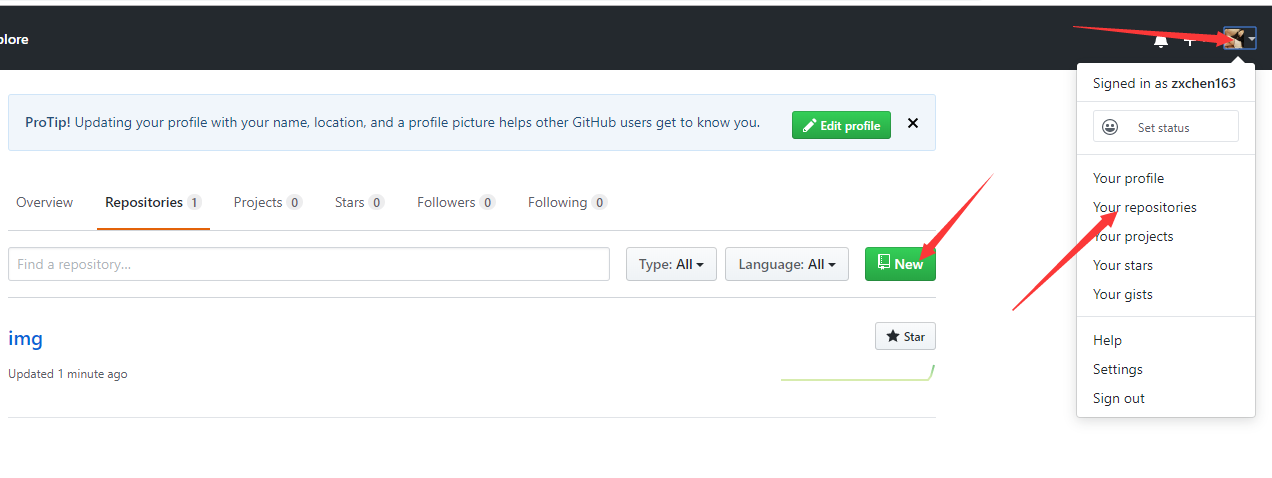 plore
Signed in as zxchen163
Set status
Your profile
Your repositories
Your projects
Your stars
Your gists
Help
Settings
Sign out
ProTip! Updating your profile with your name, location, and a profile picture helps other GitHub users get to know you.
Edit profile
Overview Repositories 1 Projects 0 Stars 0 Followers 0 Following 0
Find a repository... Type: All Language: All New
img
Star
Updated 1 minute ago